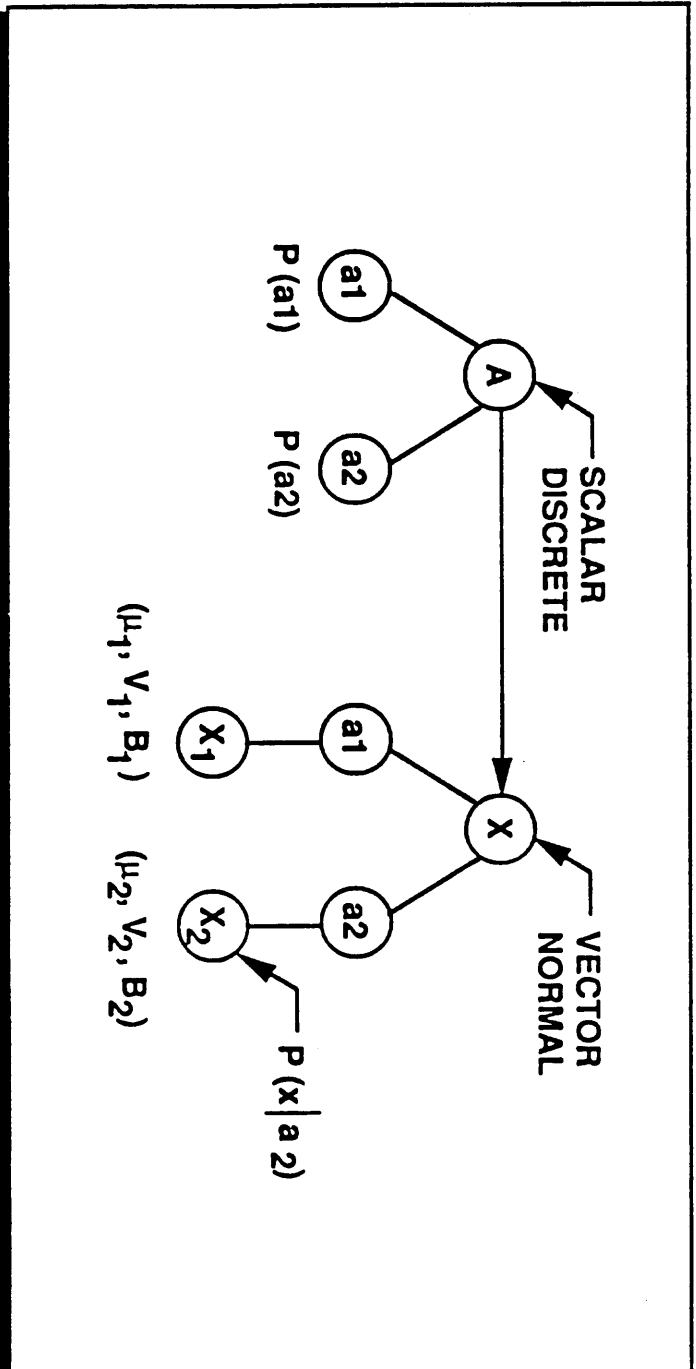 SCALAR
DISCRETE
VECTOR
NORMAL
A
X
a1
a2
a1
a2
P (a1)
P (a2)
X₁
X₂
P (x | a ₂)
(μ₁, V₁, B₁)
(μ₂, V₂, B₂)